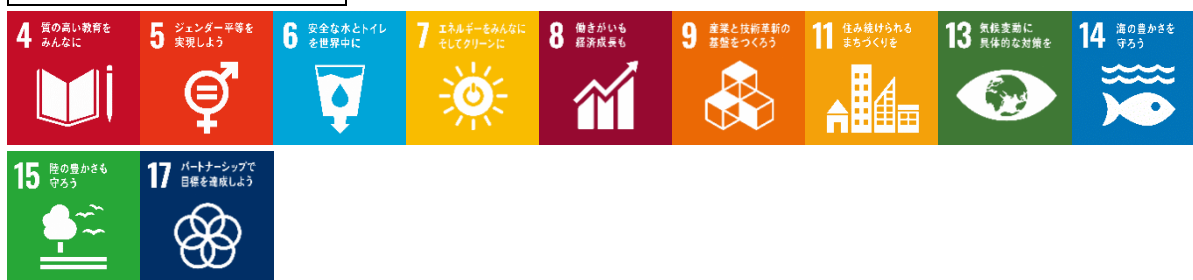 4 質の高い教育を
みんなに
5 ジェンダー平等を
実現しよう
6 安全な水とトイレ
を世界中に
7 エネルギーをみんなに
そしてクリーンに
8 働きがいも
経済成長も
9 産業と技術革新の
基盤をつくろう
11 住み続けられる
まちづくりを
13 気候変動に
具体的な対策を
14 海の豊かさを
守ろう
15 陸の豊かさも
守ろう
17 パートナーシップで
目標を達成しよう